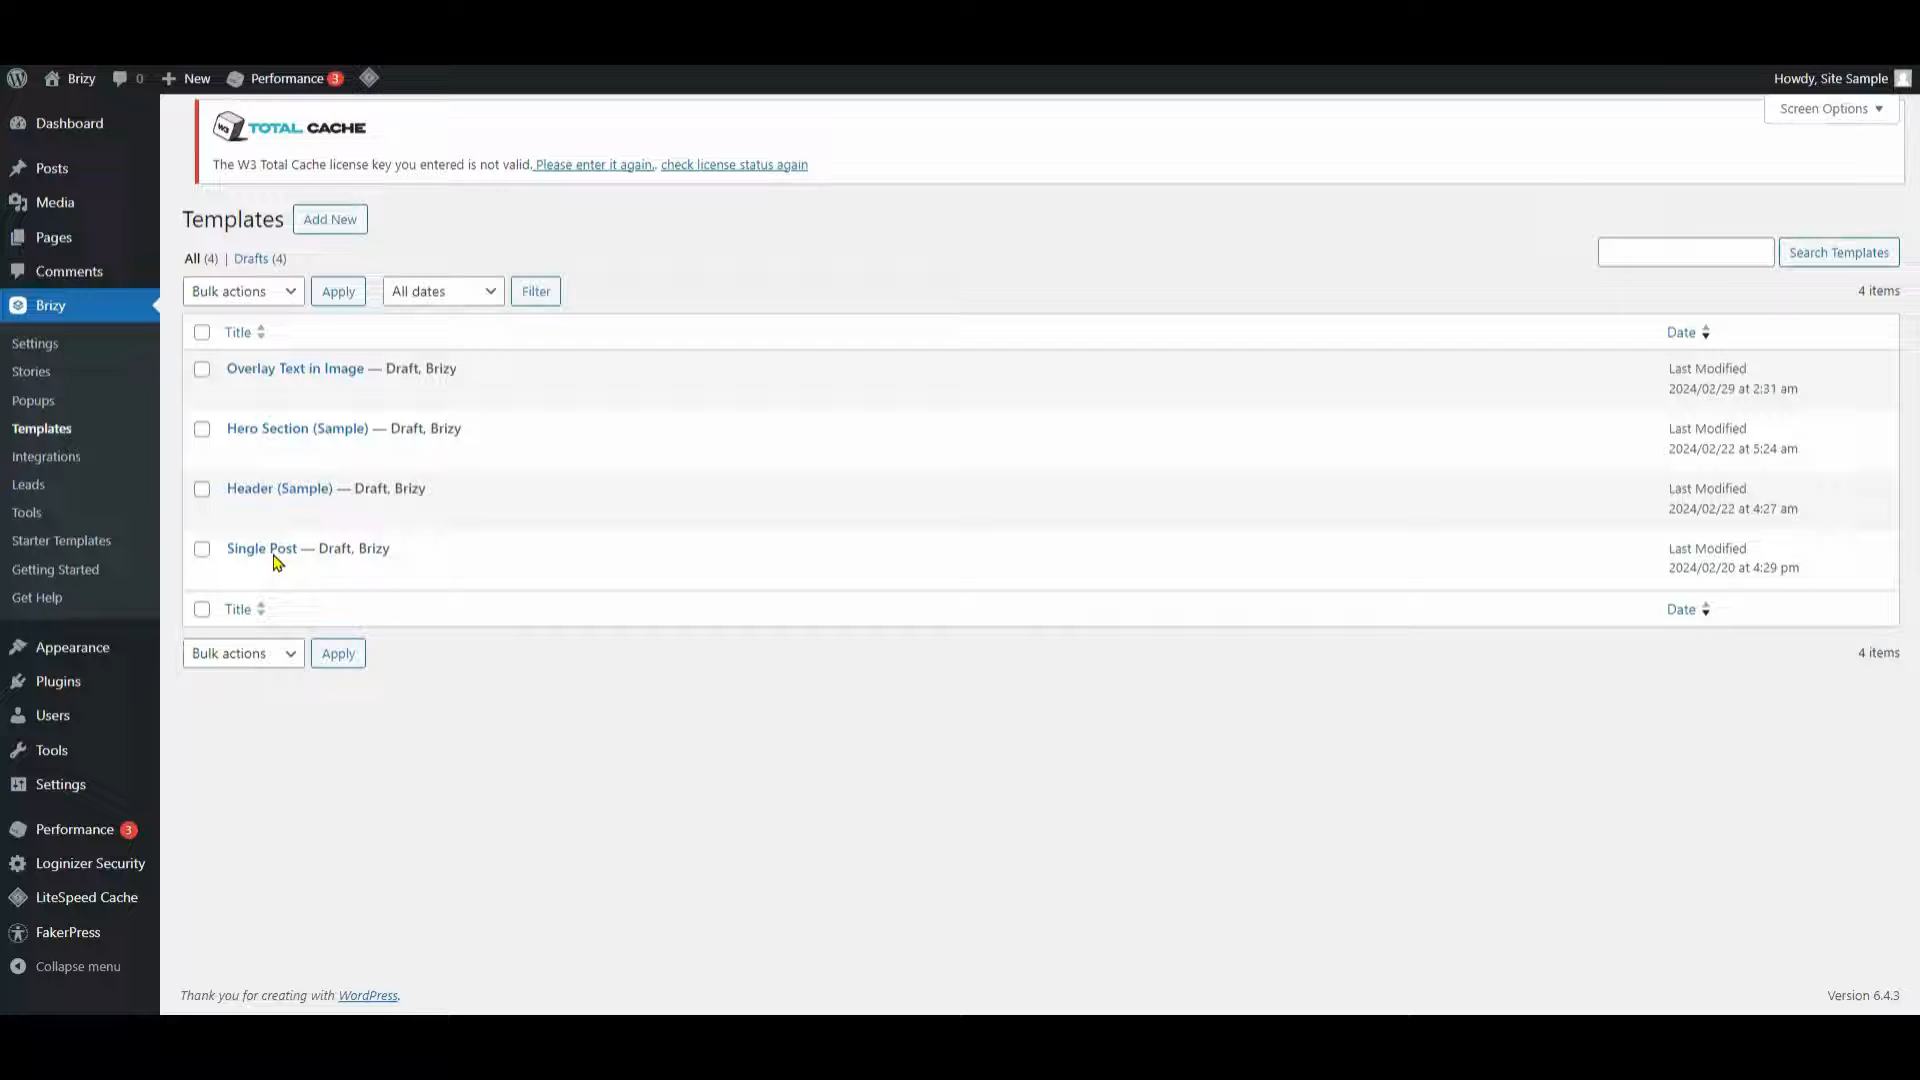 Brizy 0 New Performance 3 Howdy, Site Sample
Screen Options
W3 TOTAL CACHE
The W3 Total Cache license key you entered is not valid. Please enter it again.. check license status again
Templates Add New
All (4) | Drafts (4)
Search Templates
Bulk actions Apply All dates Filter 4 items
Title Date
Overlay Text in Image — Draft, Brizy Last Modified
2024/02/29 at 2:31 am
Hero Section (Sample) — Draft, Brizy Last Modified
2024/02/22 at 5:24 am
Header (Sample) — Draft, Brizy Last Modified
2024/02/22 at 4:27 am
Single Post — Draft, Brizy Last Modified
2024/02/20 at 4:29 pm
Title Date
Bulk actions Apply 4 items
Dashboard
Posts
Media
Pages
Comments
Brizy
Settings
Stories
Popups
Templates
Integrations
Leads
Tools
Starter Templates
Getting Started
Get Help
Appearance
Plugins
Users
Tools
Settings
Performance 3
Loginizer Security
LiteSpeed Cache
FakerPress
Collapse menu
Thank you for creating with WordPress. Version 6.4.3